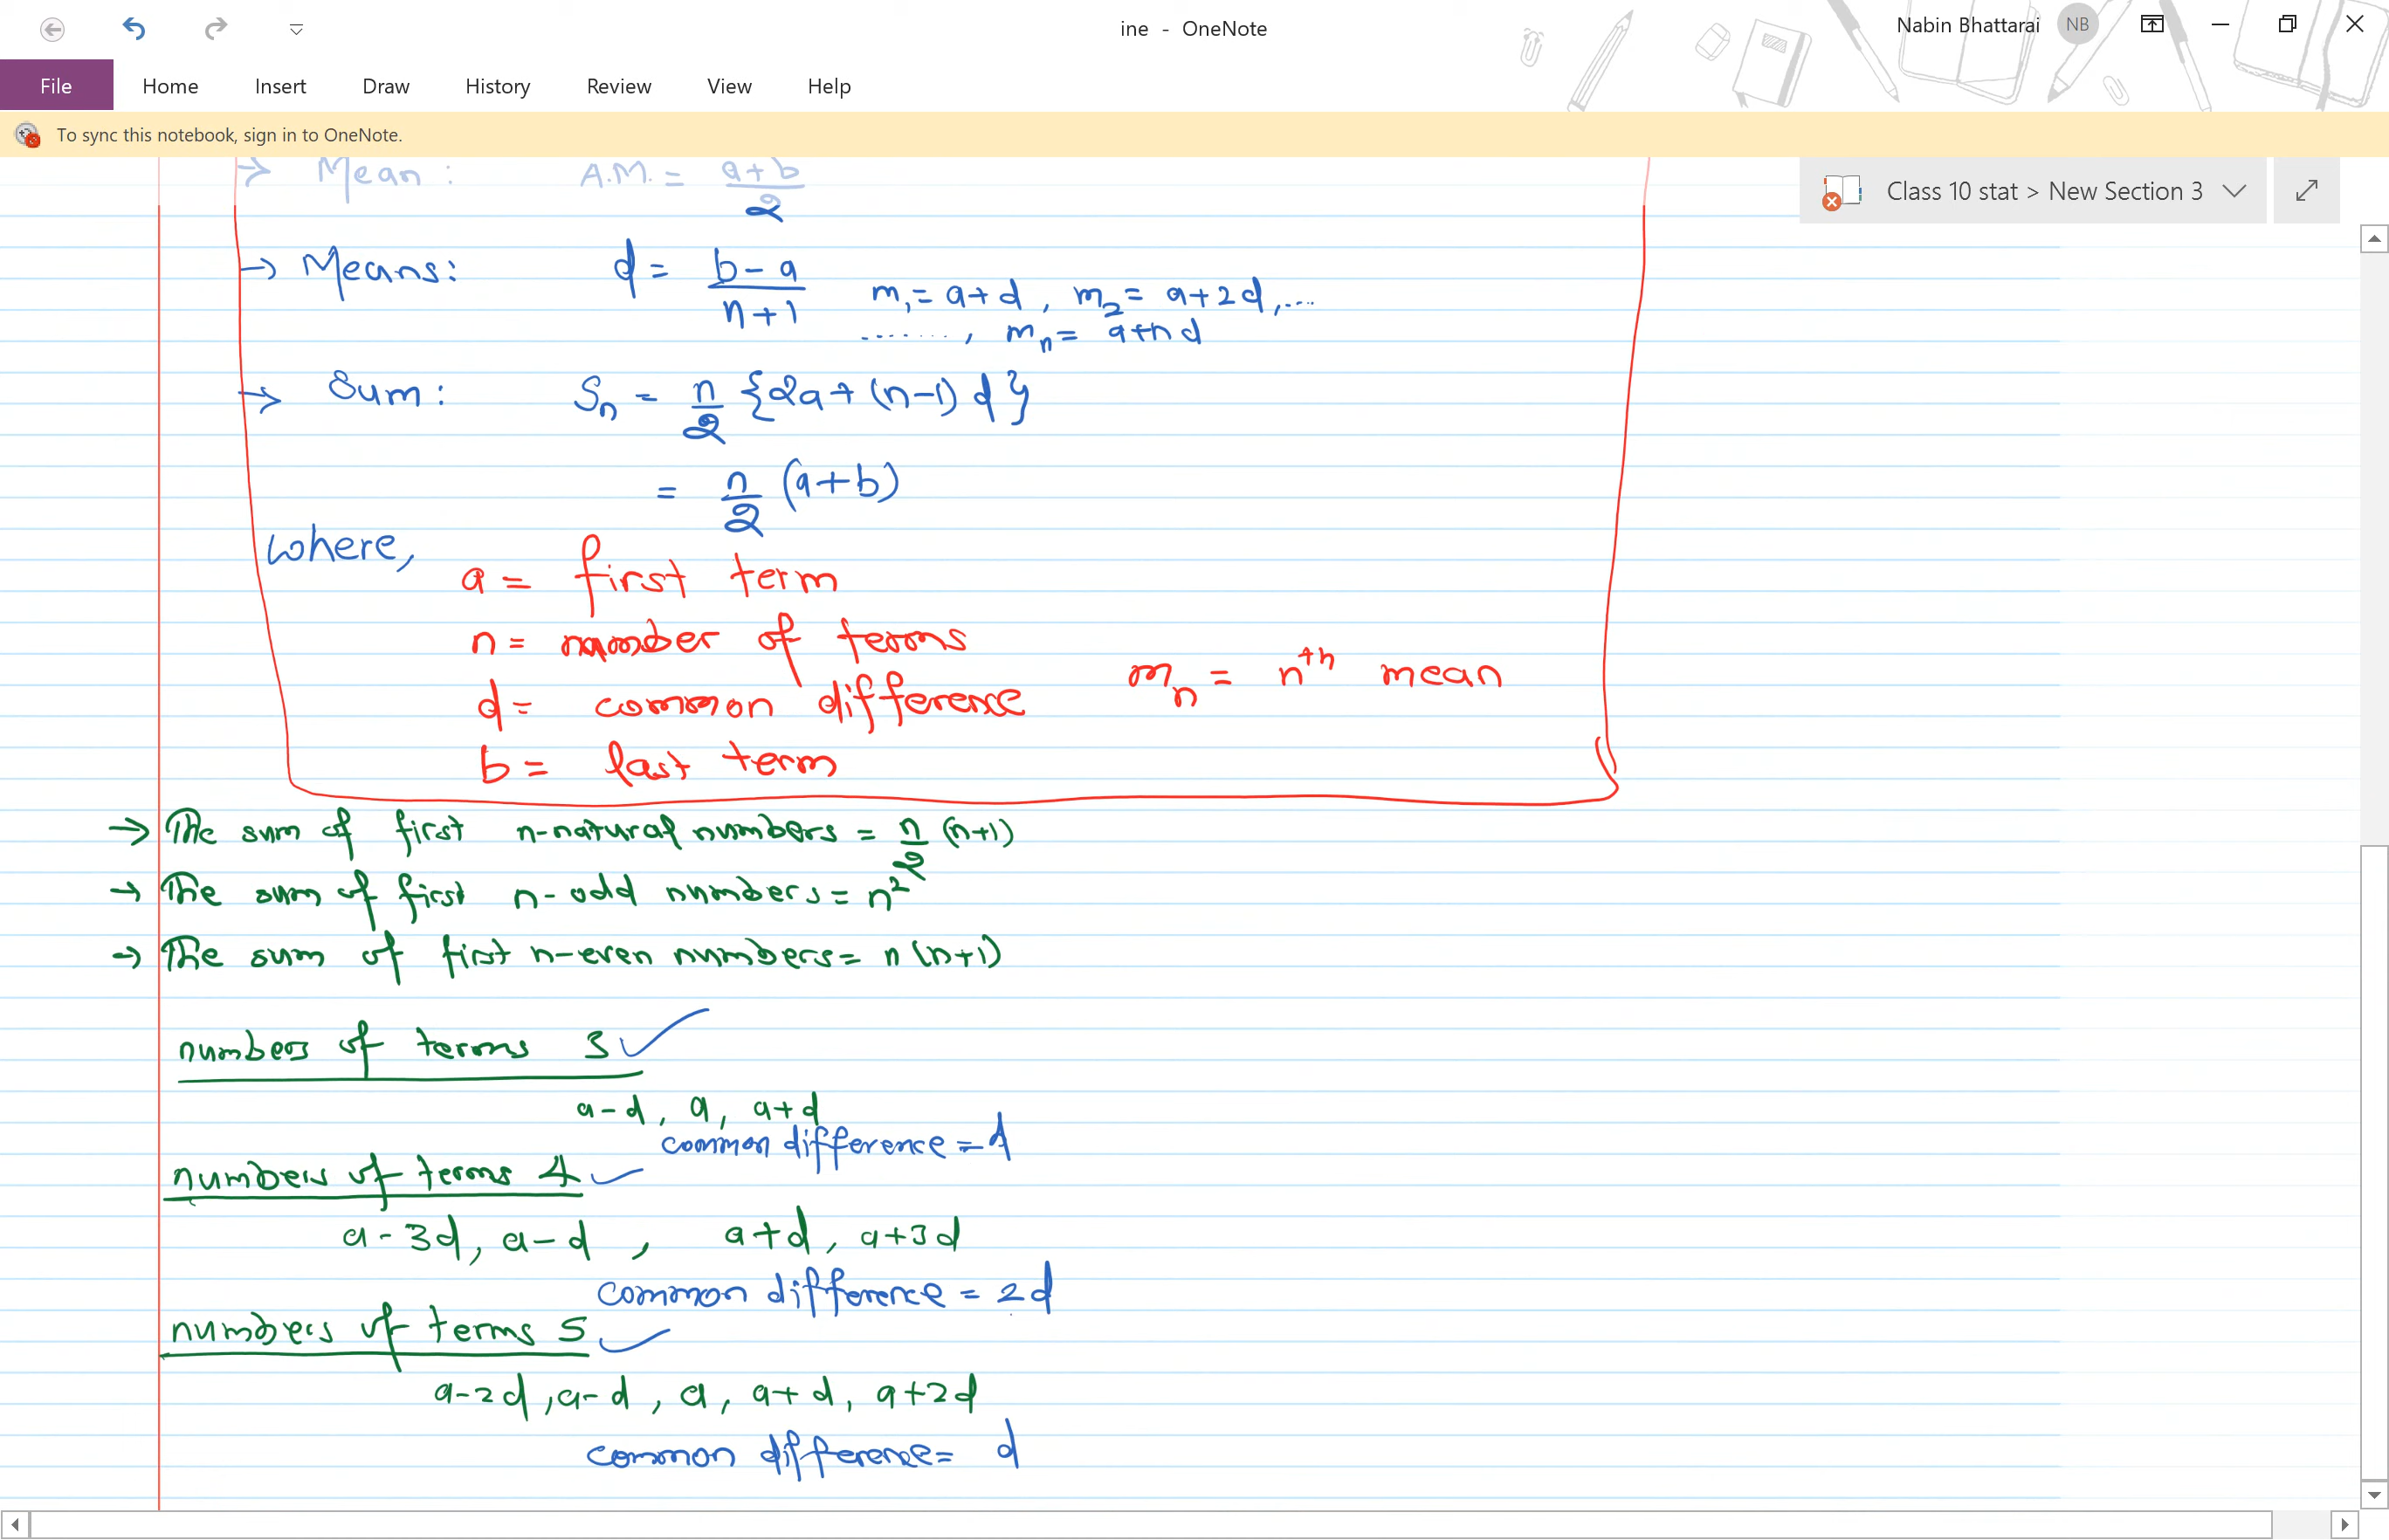 ine - OneNote
Nabin Bhattarai NB
File Home Insert Draw History Review View Help
To sync this notebook, sign in to OneNote.
Class 10 stat > New Section 3
→ Mean: A.M. = (a+b)/2
→ Means: d = (b-a)/(n+1) m₁ = a+d, m₂ = a+2d, ....
........, mₙ = a+nd
→ Sum: Sₙ = n/2 {2a+(n-1)d}
= n/2 (a+b)
where,
a = first term
n = number of terms
d = common difference mₙ = nᵗʰ mean
b = last term
→ The sum of first n-natural numbers = n/2 (n+1)
→ The sum of first n-odd numbers = n²
→ The sum of first n-even numbers = n(n+1)
numbers of terms 3
a-d, a, a+d
common difference = d
numbers of terms 4
a-3d, a-d, a+d, a+3d
common difference = 2d
numbers of terms 5
a-2d, a-d, a, a+d, a+2d
common difference = d